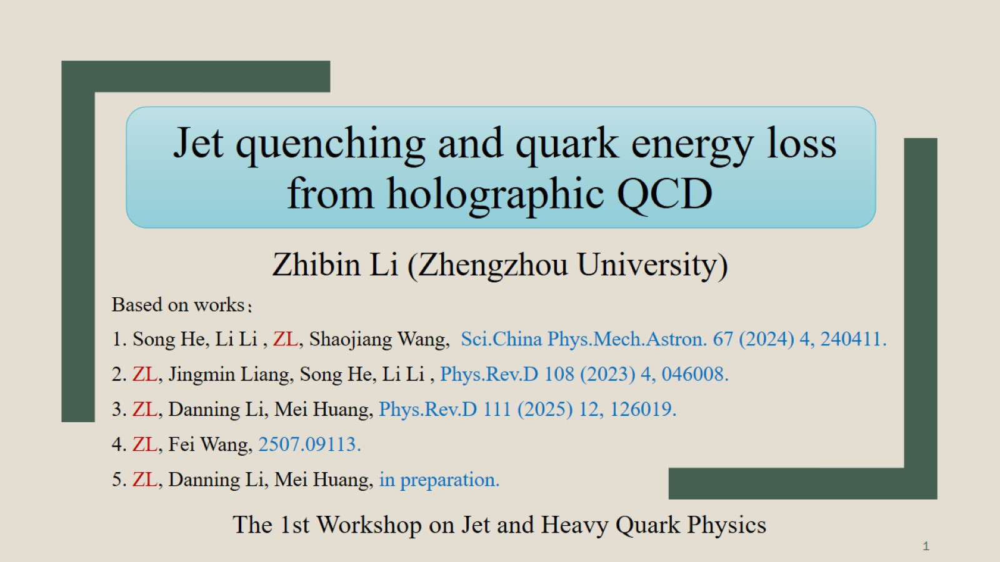 Jet quenching and quark energy loss
from holographic QCD
Zhibin Li (Zhengzhou University)
Based on works：
1. Song He, Li Li , ZL, Shaojiang Wang,  Sci.China Phys.Mech.Astron. 67 (2024) 4, 240411.
2. ZL, Jingmin Liang, Song He, Li Li , Phys.Rev.D 108 (2023) 4, 046008.
3. ZL, Danning Li, Mei Huang, Phys.Rev.D 111 (2025) 12, 126019.
4. ZL, Fei Wang, 2507.09113.
5. ZL, Danning Li, Mei Huang, in preparation.
The 1st Workshop on Jet and Heavy Quark Physics
1